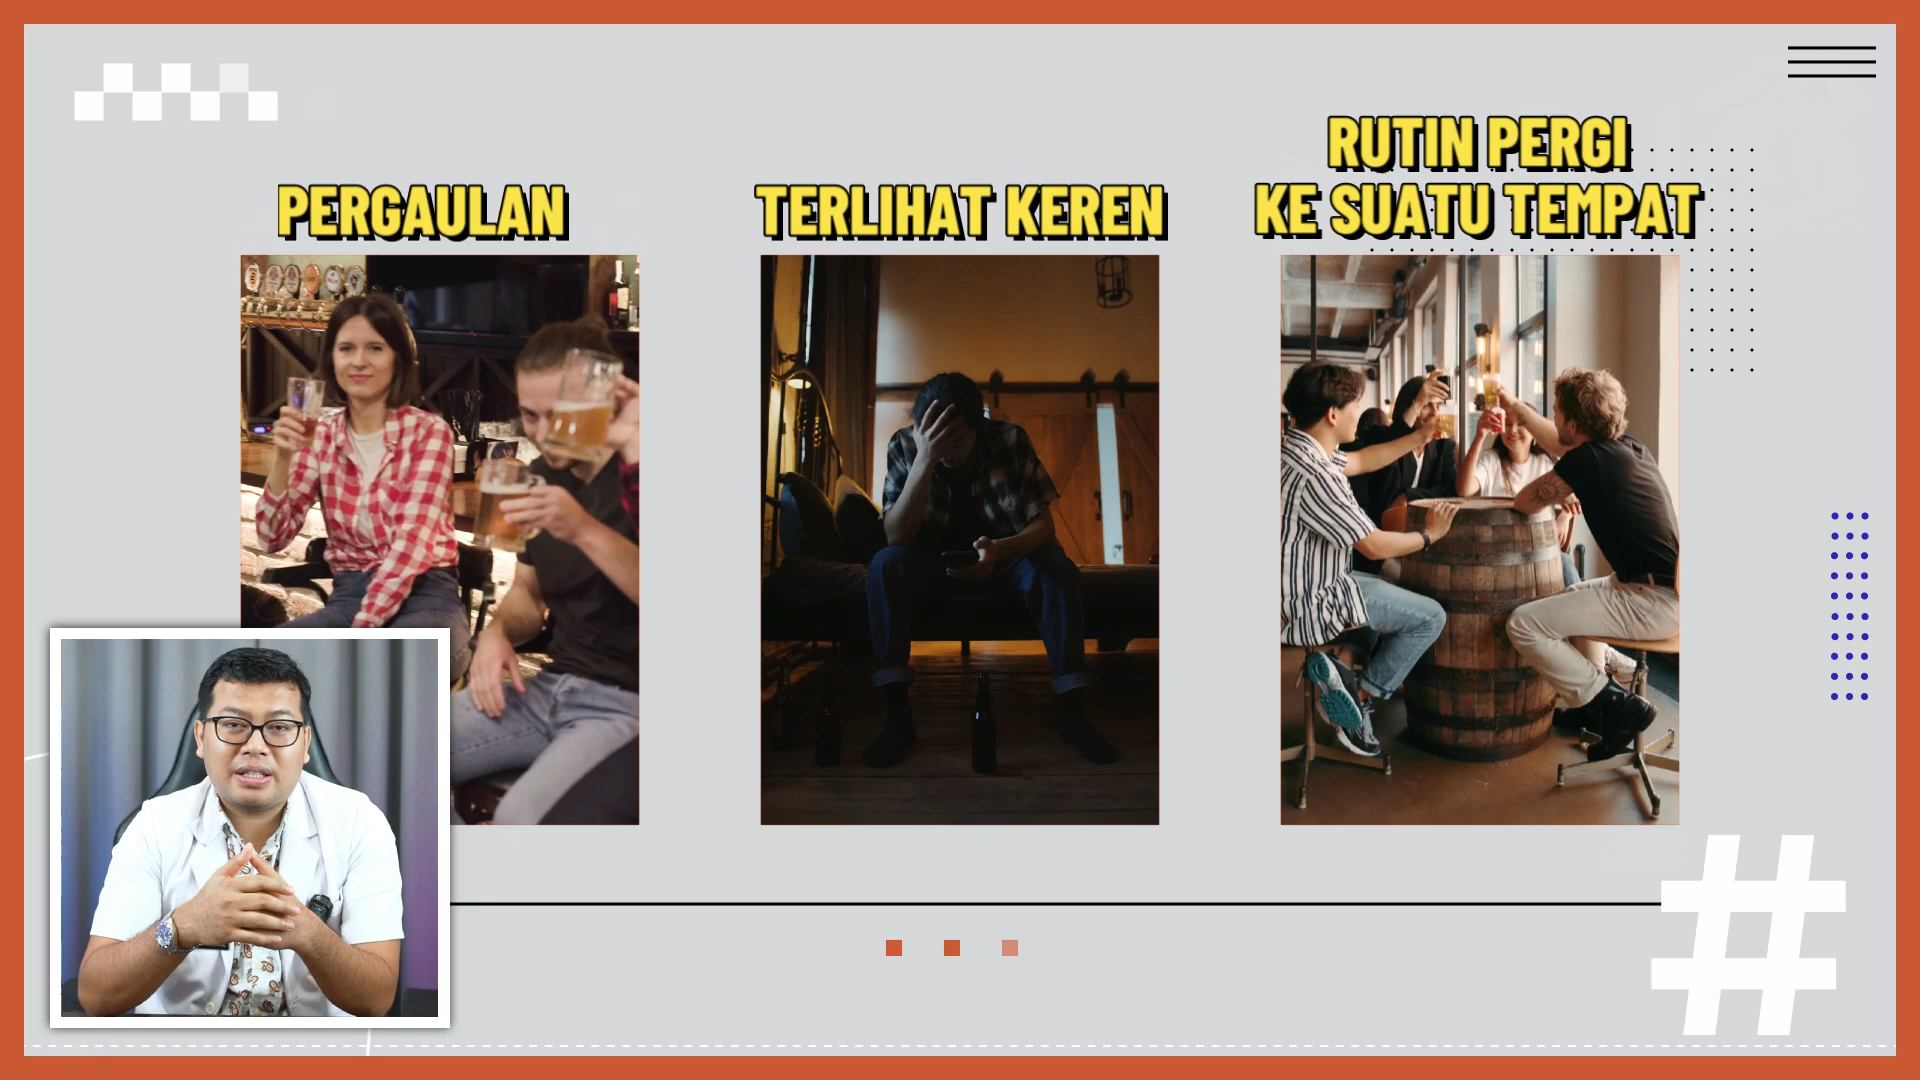 PERGAULAN
TERLIHAT KEREN
RUTIN PERGI
KE SUATU TEMPAT
#